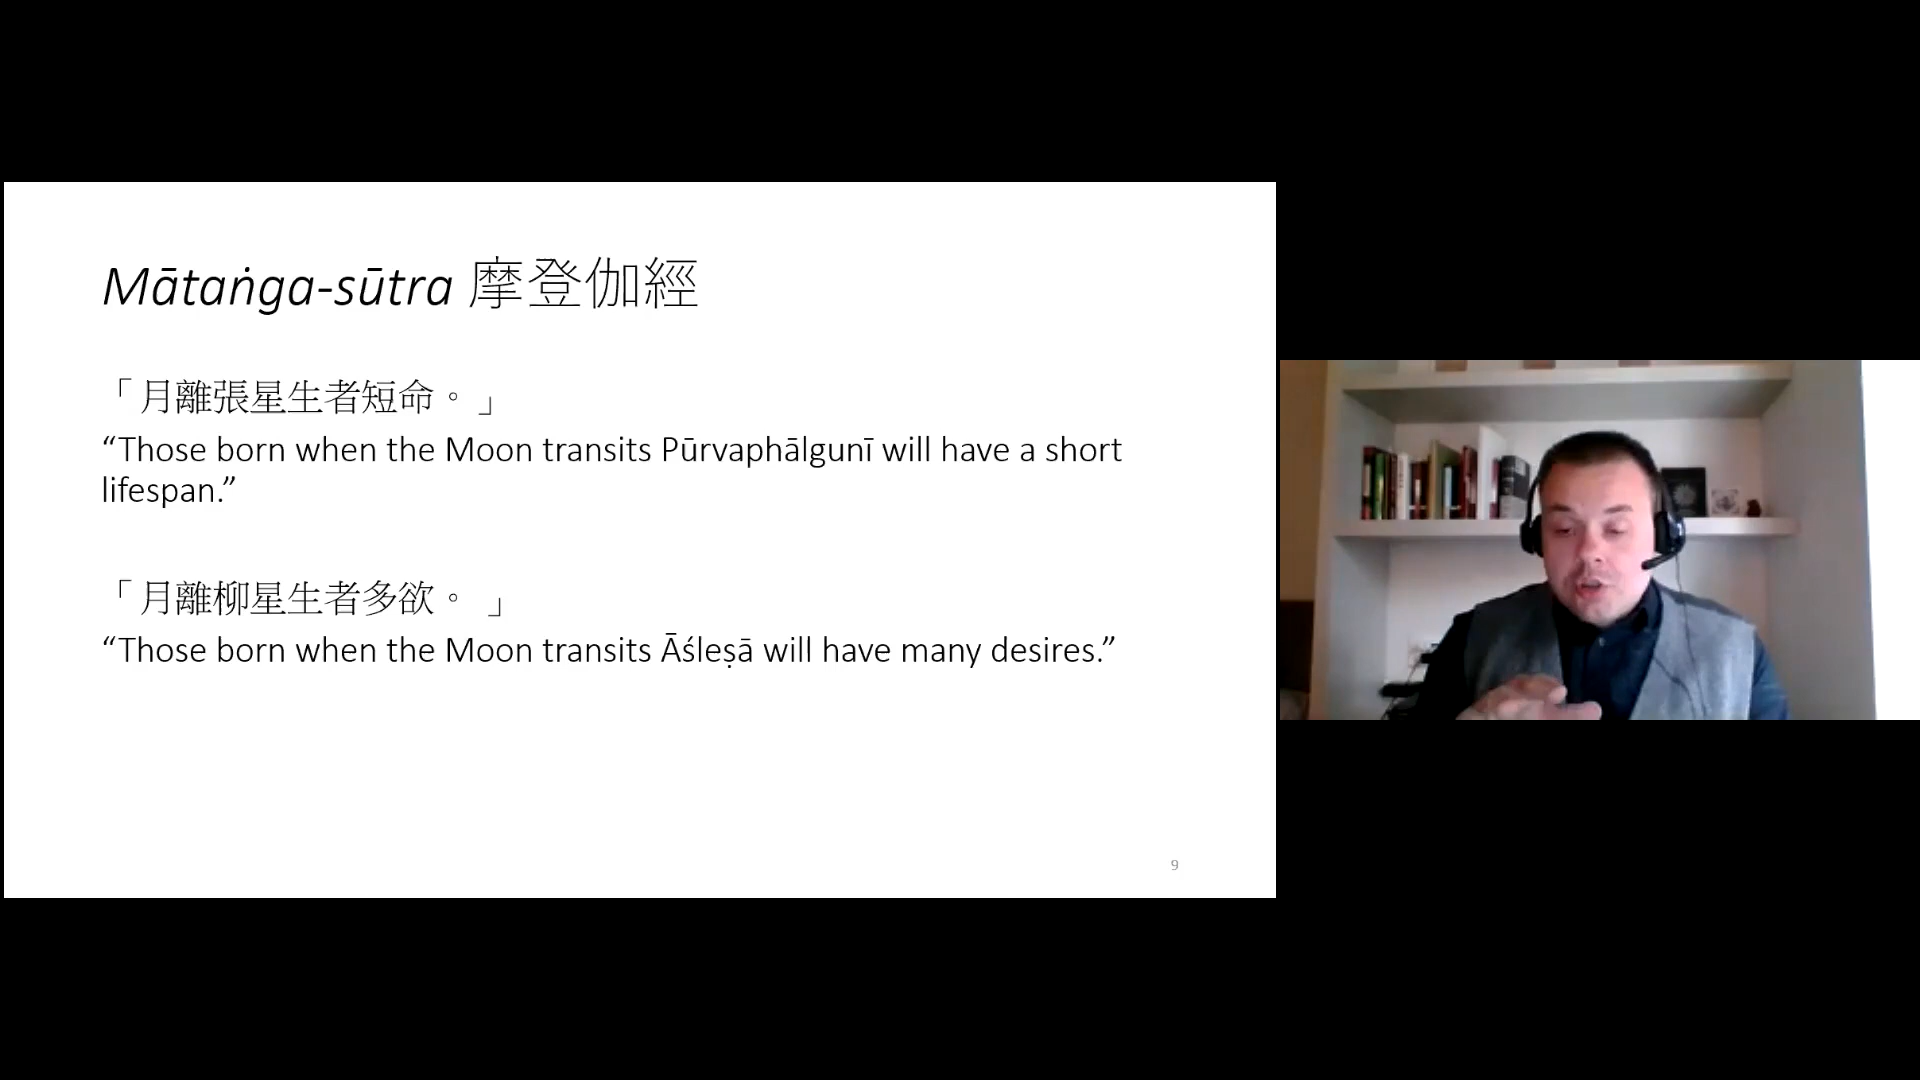 Mātaṅga-sūtra 摩登伽經
「月離張星生者短命。」
“Those born when the Moon transits Pūrvaphālgunī will have a short
lifespan.”
「月離柳星生者多欲。 」
“Those born when the Moon transits Āśleṣā will have many desires.”
9